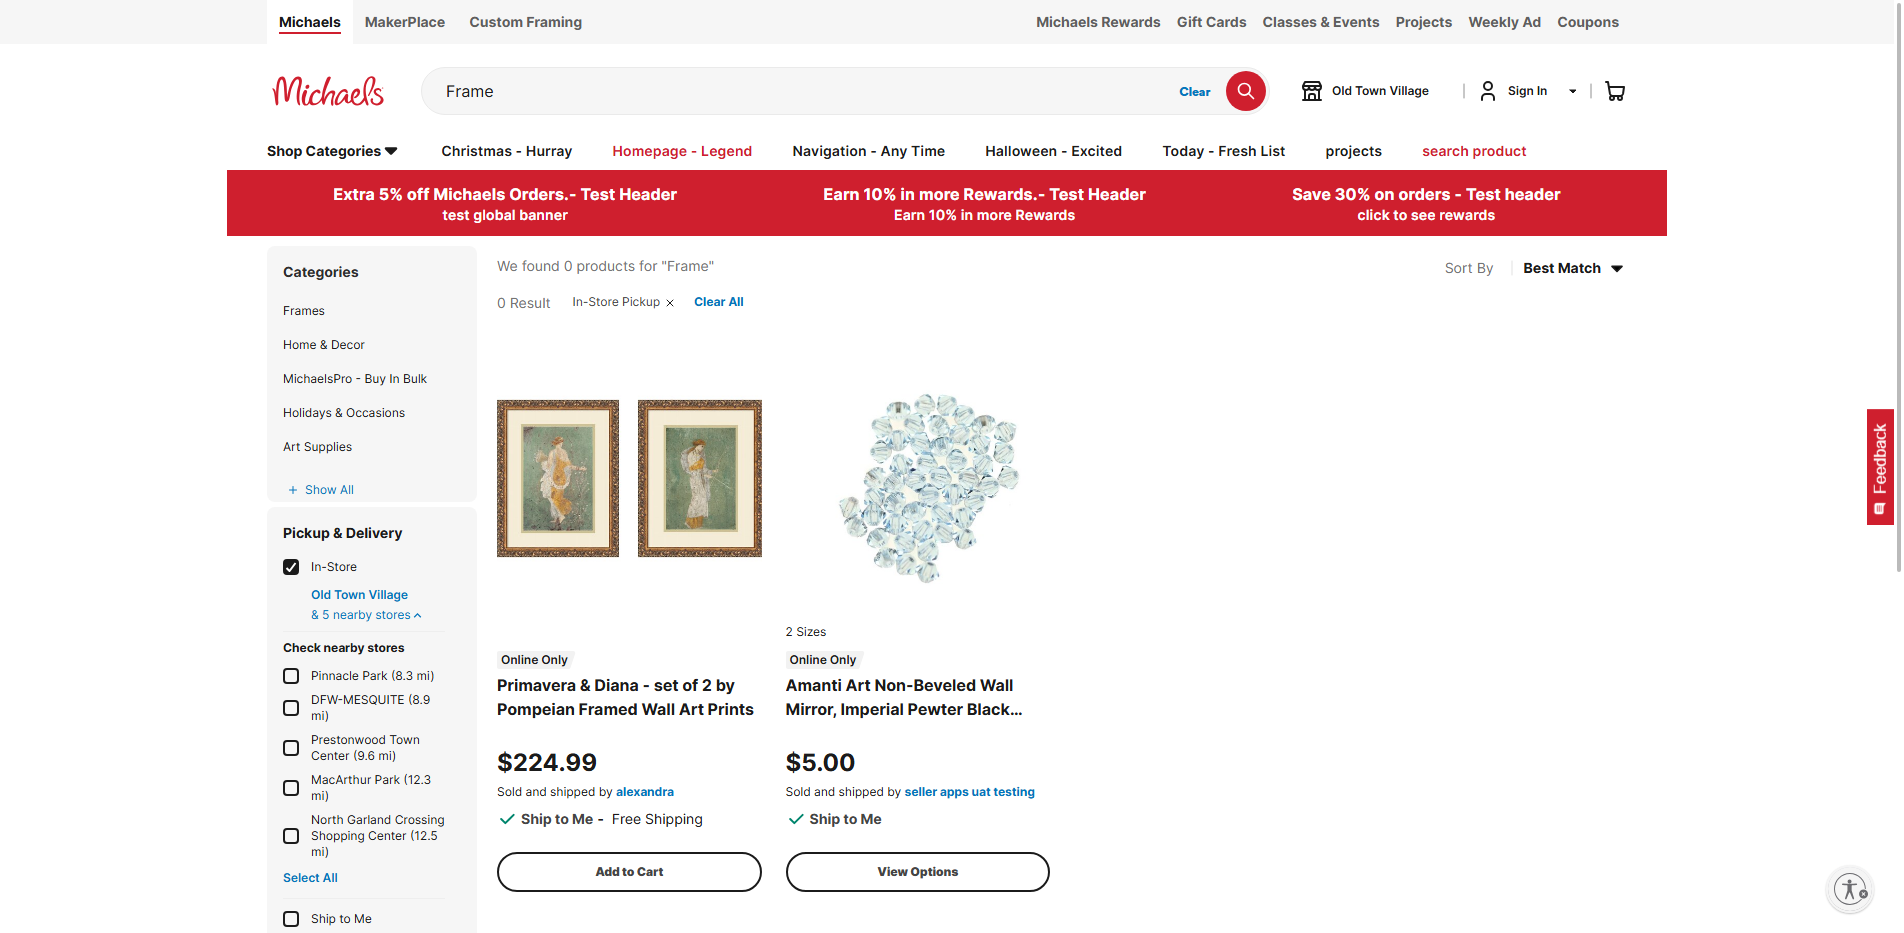 Michaels MakerPlace Custom Framing Michaels Rewards Gift Cards Classes & Events Projects Weekly Ad Coupons
Michaels Frame Clear Old Town Village Sign In
Shop Categories Christmas - Hurray Homepage - Legend Navigation - Any Time Halloween - Excited Today - Fresh List projects search product
Extra 5% off Michaels Orders.- Test Header Earn 10% in more Rewards.- Test Header Save 30% on orders - Test header
test global banner Earn 10% in more Rewards click to see rewards
Categories
Frames
Home & Decor
MichaelsPro - Buy In Bulk
Holidays & Occasions
Art Supplies
+ Show All
Pickup & Delivery
In-Store
Old Town Village
& 5 nearby stores
Check nearby stores
Pinnacle Park (8.3 mi)
DFW-MESQUITE (8.9
mi)
Prestonwood Town
Center (9.6 mi)
MacArthur Park (12.3
mi)
North Garland Crossing
Shopping Center (12.5
mi)
Select All
Ship to Me
We found 0 products for "Frame"
Sort By Best Match
0 Result In-Store Pickup Clear All
Online Only
Primavera & Diana - set of 2 by
Pompeian Framed Wall Art Prints
$224.99
Sold and shipped by alexandra
Ship to Me - Free Shipping
Add to Cart
2 Sizes
Online Only
Amanti Art Non-Beveled Wall
Mirror, Imperial Pewter Black...
$5.00
Sold and shipped by seller apps uat testing
Ship to Me
View Options
Feedback